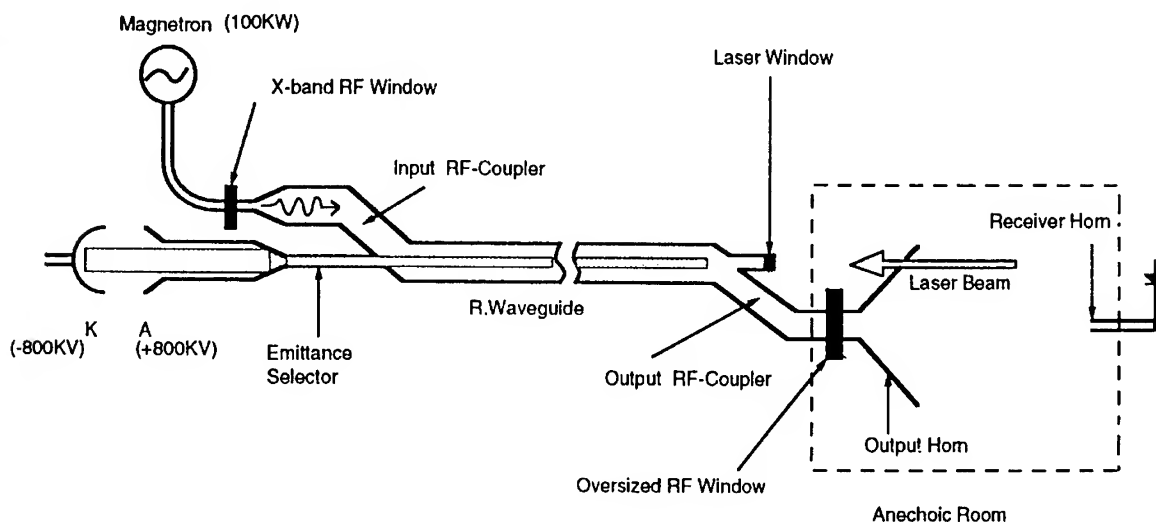 Magnetron (100KW)
Laser Window
X-band RF Window
Input RF-Coupler
Receiver Horn
Laser Beam
R.Waveguide
K A
(-800KV) (+800KV)
Emittance
Selector
Output RF-Coupler
Output Horn
Oversized RF Window
Anechoic Room